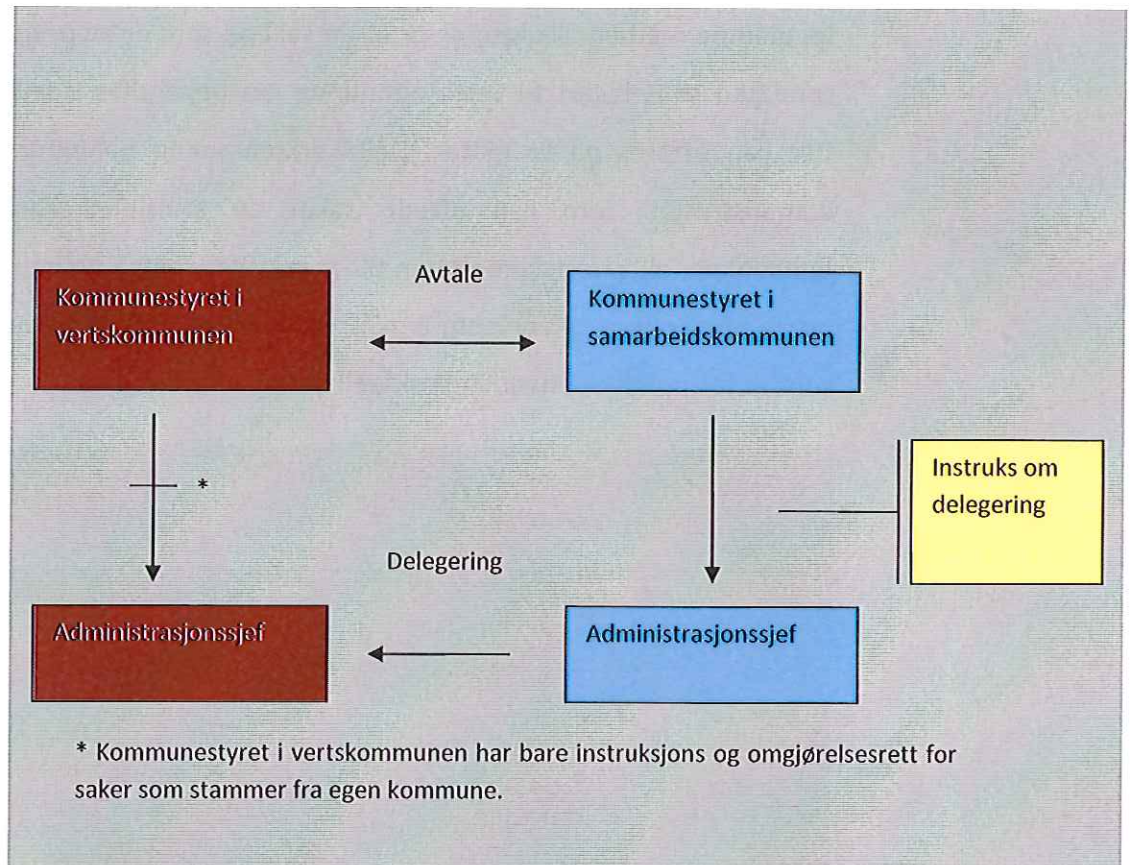 Avtale
Kommunestyret i
vertskommunen
Kommunestyret i
samarbeidskommunen
*
Instruks om
delegering
Delegering
Administrasjonssjef
Administrasjonssjef
* Kommunestyret i vertskommunen har bare instruksjons og omgjørelsesrett for
saker som stammer fra egen kommune.